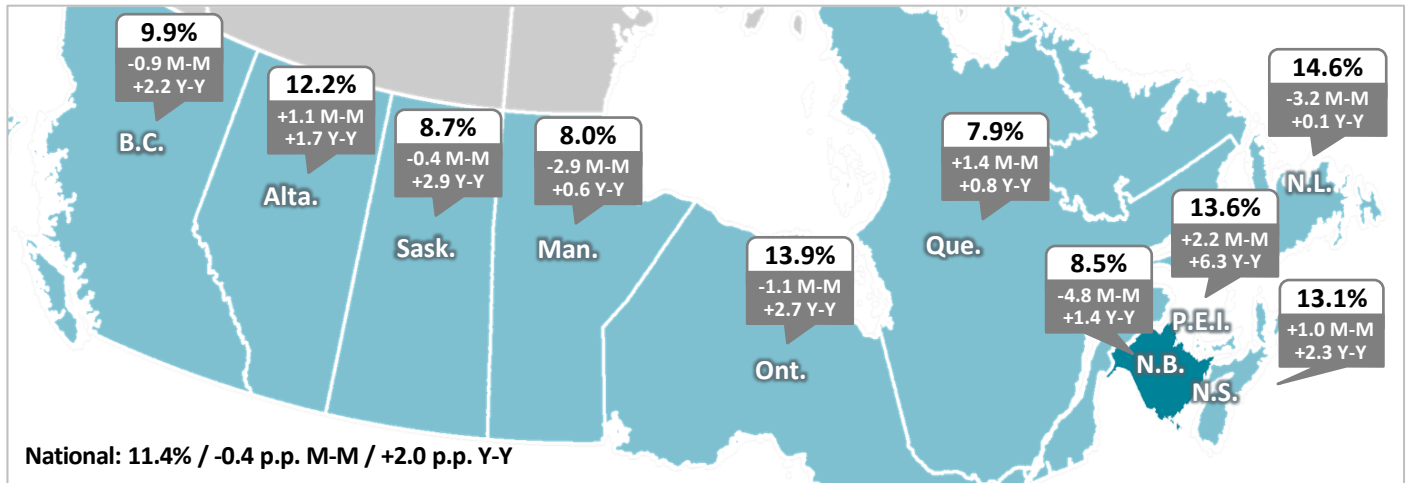 9.9%
-0.9 M-M
+2.2 Y-Y
B.C.
12.2%
+1.1 M-M
+1.7 Y-Y
Alta.
8.7%
-0.4 M-M
+2.9 Y-Y
Sask.
8.0%
-2.9 M-M
+0.6 Y-Y
Man.
13.9%
-1.1 M-M
+2.7 Y-Y
Ont.
7.9%
+1.4 M-M
+0.8 Y-Y
Que.
8.5%
-4.8 M-M
+1.4 Y-Y
N.B.
13.6%
+2.2 M-M
+6.3 Y-Y
P.E.I.
13.1%
+1.0 M-M
+2.3 Y-Y
N.S.
14.6%
-3.2 M-M
+0.1 Y-Y
N.L.
National: 11.4% / -0.4 p.p. M-M / +2.0 p.p. Y-Y